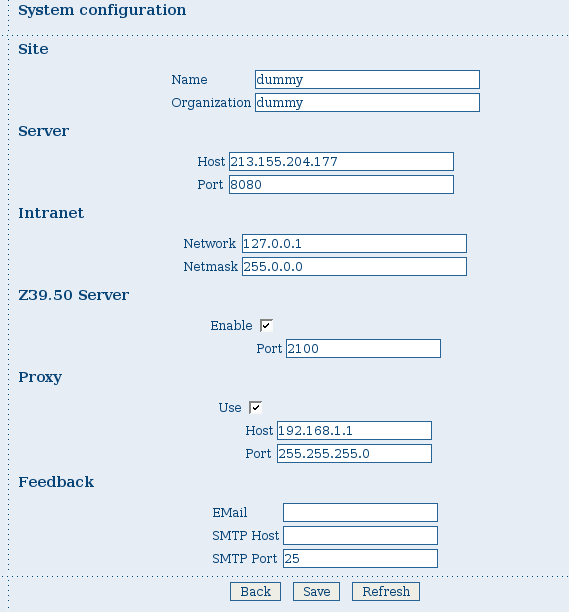 System configuration
Site
Name dummy
Organization dummy
Server
Host 213.155.204.177
Port 8080
Intranet
Network 127.0.0.1
Netmask 255.0.0.0
Z39.50 Server
Enable
Port 2100
Proxy
Use
Host 192.168.1.1
Port 255.255.255.0
Feedback
EMail
SMTP Host
SMTP Port 25
Back Save Refresh